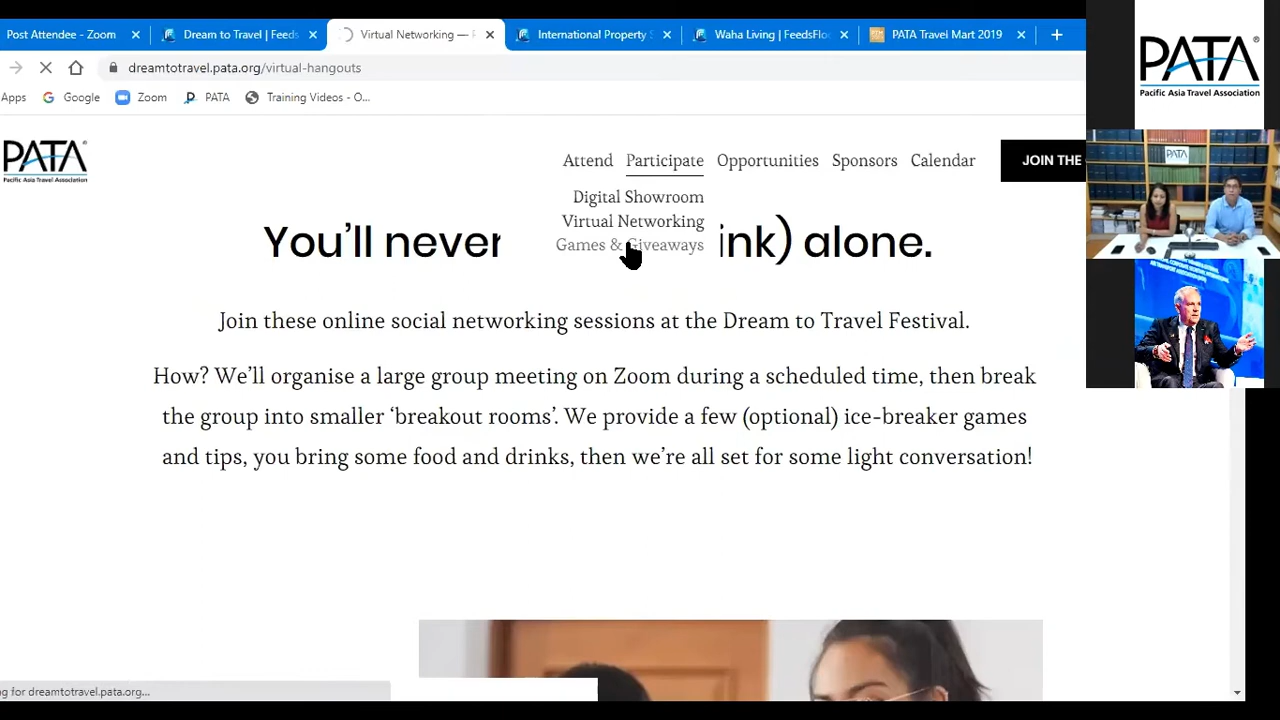 Post Attendee - Zoom
Dream to Travel | Feeds
Virtual Networking —
International Property
Waha Living | FeedsFlo
PATA Travel Mart 2019
dreamtotravel.pata.org/virtual-hangouts
Apps
Google
Zoom
PATA
Training Videos - O...
PATA
Pacific Asia Travel Association
Attend
Participate
Opportunities
Sponsors
Calendar
JOIN THE
Digital Showroom
Virtual Networking
Games & Giveaways
You'll never
ink) alone.
Join these online social networking sessions at the Dream to Travel Festival.
How? We'll organise a large group meeting on Zoom during a scheduled time, then break
the group into smaller 'breakout rooms'. We provide a few (optional) ice-breaker games
and tips, you bring some food and drinks, then we're all set for some light conversation!
ng for dreamtotravel.pata.org...
PATA®
Pacific Asia Travel Association
PATA